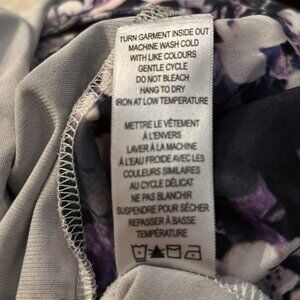 TURN GARMENT INSIDE OUT
MACHINE WASH COLD
WITH LIKE COLOURS
GENTLE CYCLE
DO NOT BLEACH
HANG TO DRY
IRON AT LOW TEMPERATURE
METTRE LE VÊTEMENT
À L'ENVERS
LAVER À LA MACHINE
À L'EAU FROIDE AVEC LES
COULEURS SIMILAIRES
AU CYCLE DÉLICAT
NE PAS BLANCHIR
SUSPENDRE POUR SÉCHER
REPASSER À BASSE
TEMPÉRATURE